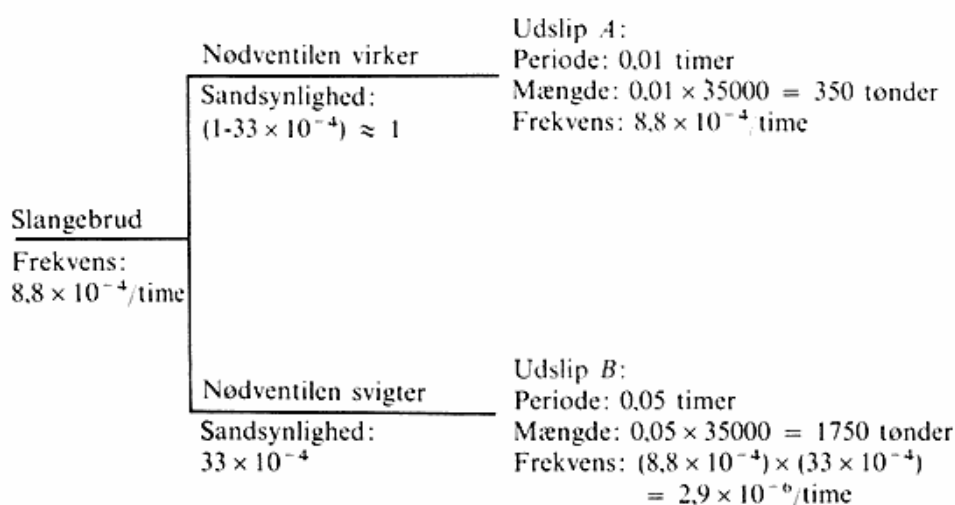 Slangebrud
Frekvens:
8,8 × 10⁻⁴/time
Nødventilen virker
Sandsynlighed:
(1-33 × 10⁻⁴) ≈ 1
Udslip A:
Periode: 0,01 timer
Mængde: 0,01 × 35000 = 350 tønder
Frekvens: 8,8 × 10⁻⁴/time
Nødventilen svigter
Sandsynlighed:
33 × 10⁻⁴
Udslip B:
Periode: 0,05 timer
Mængde: 0,05 × 35000 = 1750 tønder
Frekvens: (8,8 × 10⁻⁴) × (33 × 10⁻⁴)
= 2,9 × 10⁻⁶/time